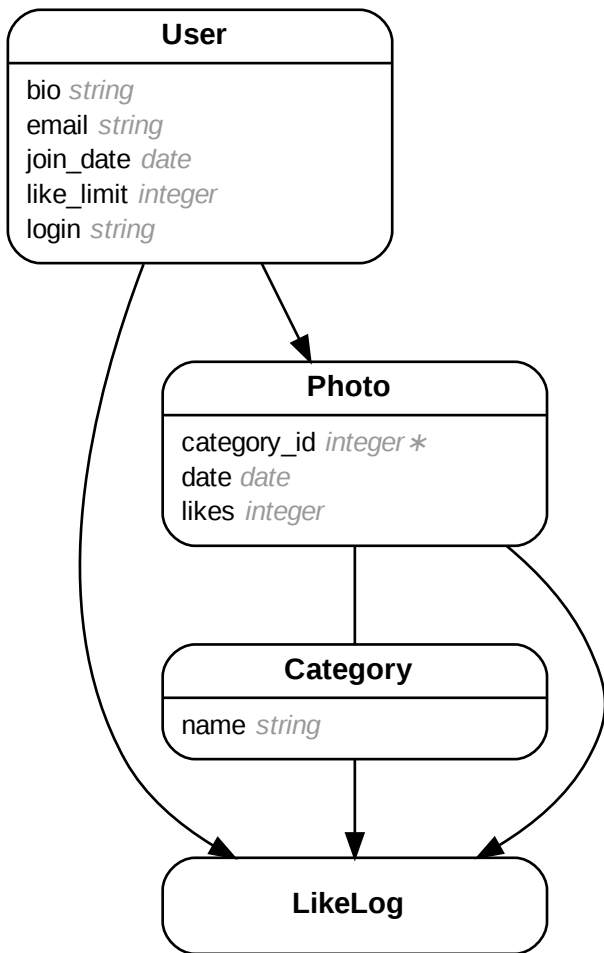 User
bio string
email string
join_date date
like_limit integer
login string
Photo
category_id integer ∗
date date
likes integer
Category
name string
LikeLog